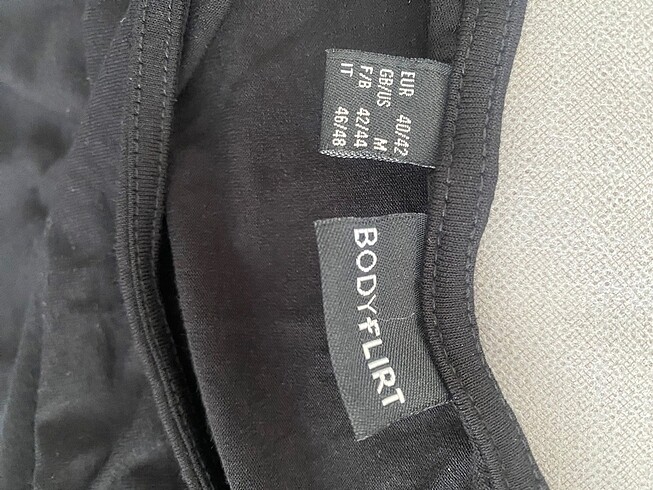 EUR 40/42
GB/US M
F/B 42/44
IT 46/48
BODYFLIRT